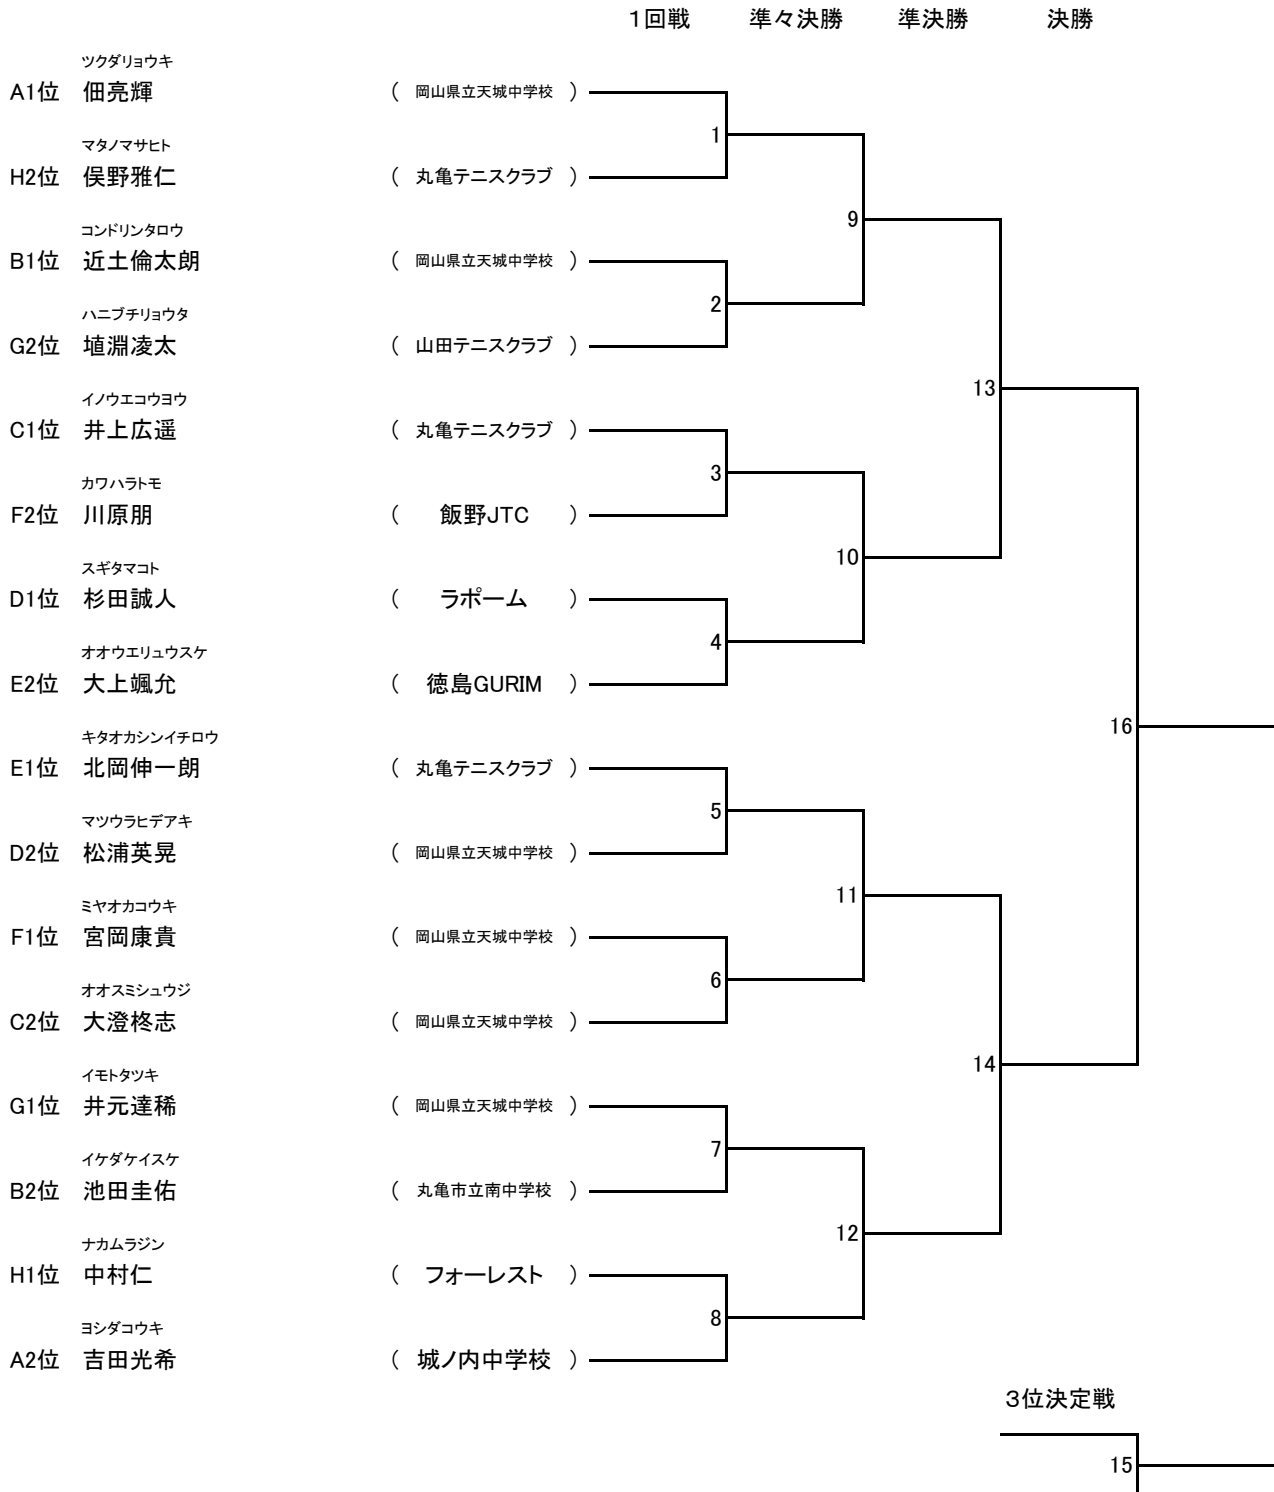 １回戦 準々決勝 準決勝 決勝
ツクダリョウキ
A1位 佃亮輝 （ 岡山県立天城中学校 ）
1
マタノマサヒト
H2位 俣野雅仁 （ 丸亀テニスクラブ ）
9
コンドリンタロウ
B1位 近土倫太朗 （ 岡山県立天城中学校 ）
2
ハニブチリョウタ
G2位 埴淵凌太 （ 山田テニスクラブ ）
13
イノウエコウヨウ
C1位 井上広遥 （ 丸亀テニスクラブ ）
3
カワハラトモ
F2位 川原朋 （ 飯野JTC ）
10
スギタマコト
D1位 杉田誠人 （ ラポーム ）
4
オオウエリュウスケ
E2位 大上颯允 （ 徳島GURIM ）
16
キタオカシンイチロウ
E1位 北岡伸一朗 （ 丸亀テニスクラブ ）
5
マツウラヒデアキ
D2位 松浦英晃 （ 岡山県立天城中学校 ）
11
ミヤオカコウキ
F1位 宮岡康貴 （ 岡山県立天城中学校 ）
6
オオスミシュウジ
C2位 大澄柊志 （ 岡山県立天城中学校 ）
14
イモトタツキ
G1位 井元達稀 （ 岡山県立天城中学校 ）
7
イケダケイスケ
B2位 池田圭佑 （ 丸亀市立南中学校 ）
12
ナカムラジン
H1位 中村仁 （ フォーレスト ）
8
ヨシダコウキ
A2位 吉田光希 （ 城ノ内中学校 ）
３位決定戦
15